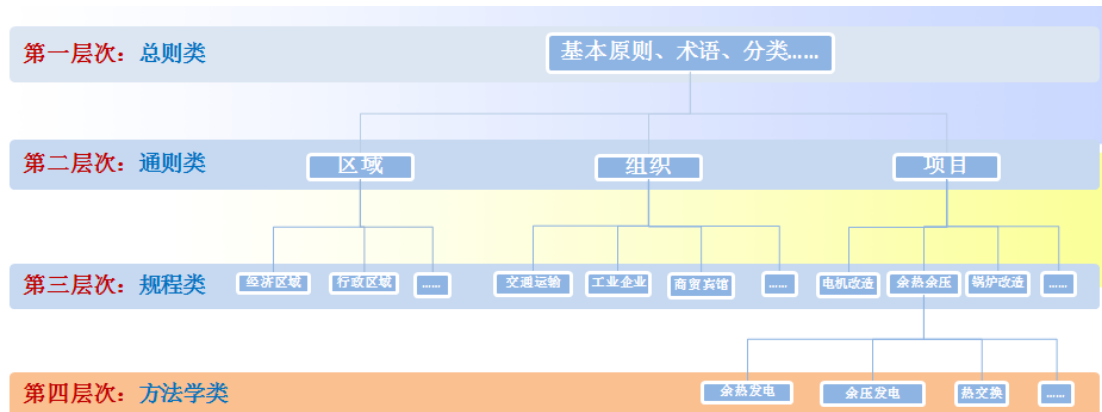 第一层次：总则类
基本原则、术语、分类……
第二层次：通则类
区域
组织
项目
第三层次：规程类
经济区域
行政区域
……
交通运输
工业企业
商贸宾馆
……
电机改造
余热余压
锅炉改造
……
第四层次：方法学类
余热发电
余压发电
热交换
……